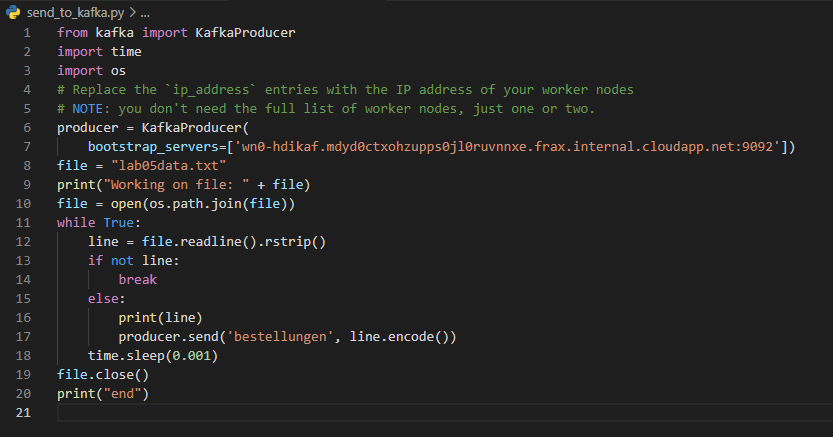 send_to_kafka.py > ...
1 from kafka import KafkaProducer
2 import time
3 import os
4 # Replace the `ip_address` entries with the IP address of your worker nodes
5 # NOTE: you don't need the full list of worker nodes, just one or two.
6 producer = KafkaProducer(
7     bootstrap_servers=['wn0-hdikaf.mdyd0ctxohzupps0jl0ruvnnxe.frax.internal.cloudapp.net:9092'])
8 file = "lab05data.txt"
9 print("Working on file: " + file)
10 file = open(os.path.join(file))
11 while True:
12     line = file.readline().rstrip()
13     if not line:
14         break
15     else:
16         print(line)
17         producer.send('bestellungen', line.encode())
18     time.sleep(0.001)
19 file.close()
20 print("end")
21